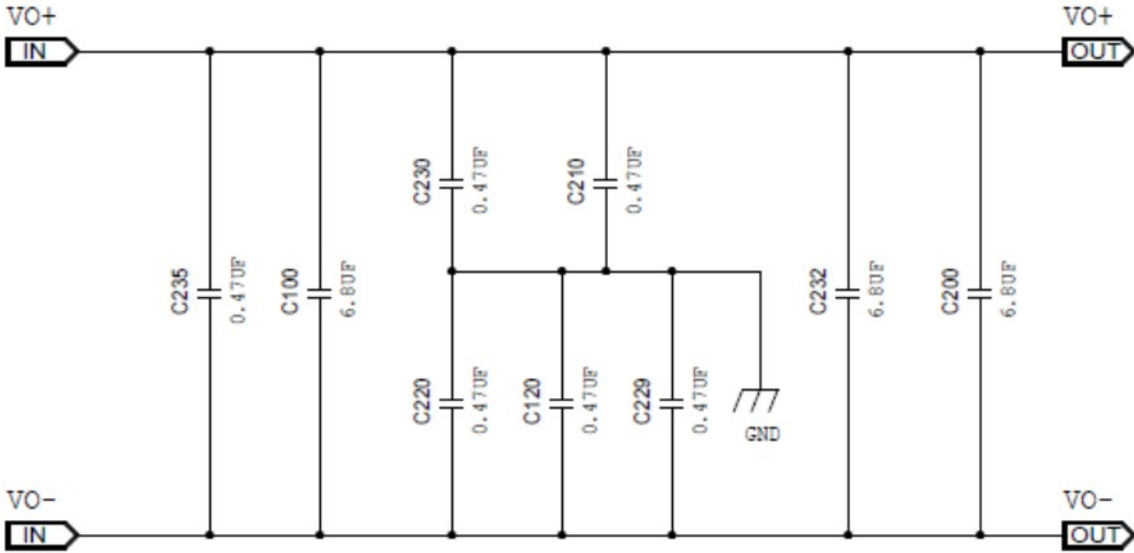 VO+
IN
VO+
OUT
C230
0.47UF
C210
0.47UF
C235
0.47UF
C100
6.8UF
C232
6.8UF
C200
6.8UF
C220
0.47UF
C120
0.47UF
C229
0.47UF
GND
VO-
IN
VO-
OUT